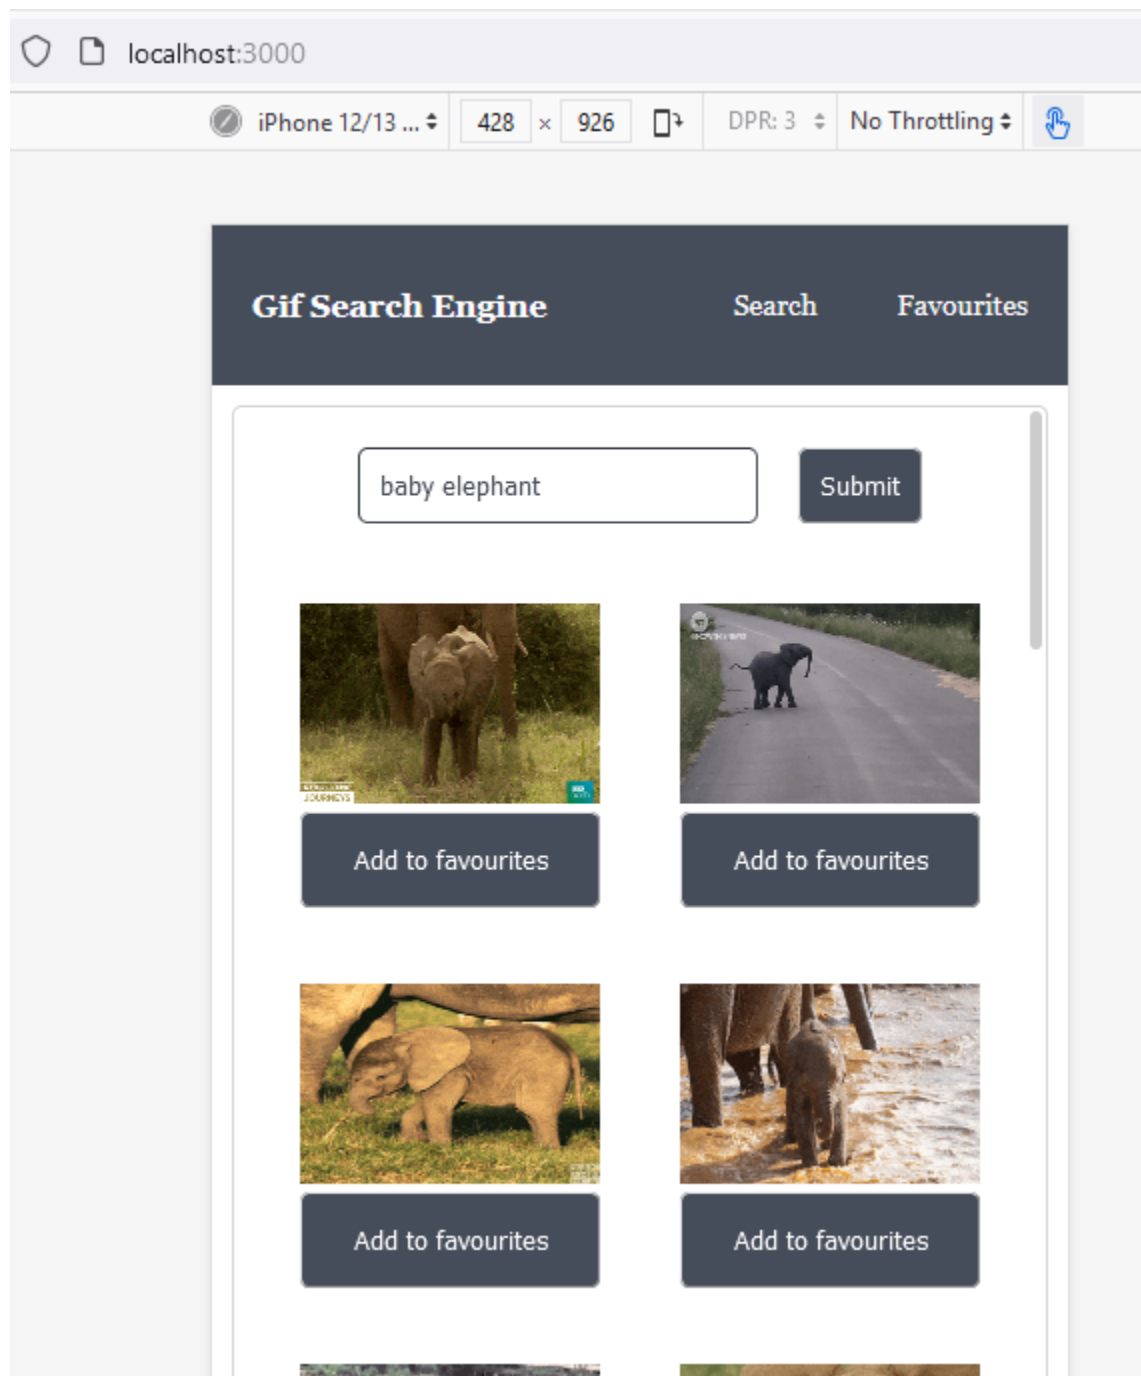 localhost:3000
iPhone 12/13 ... 428 × 926 DPR: 3 No Throttling
Gif Search Engine Search Favourites
baby elephant Submit
JOURNEYS
Add to favourites Add to favourites
Add to favourites Add to favourites